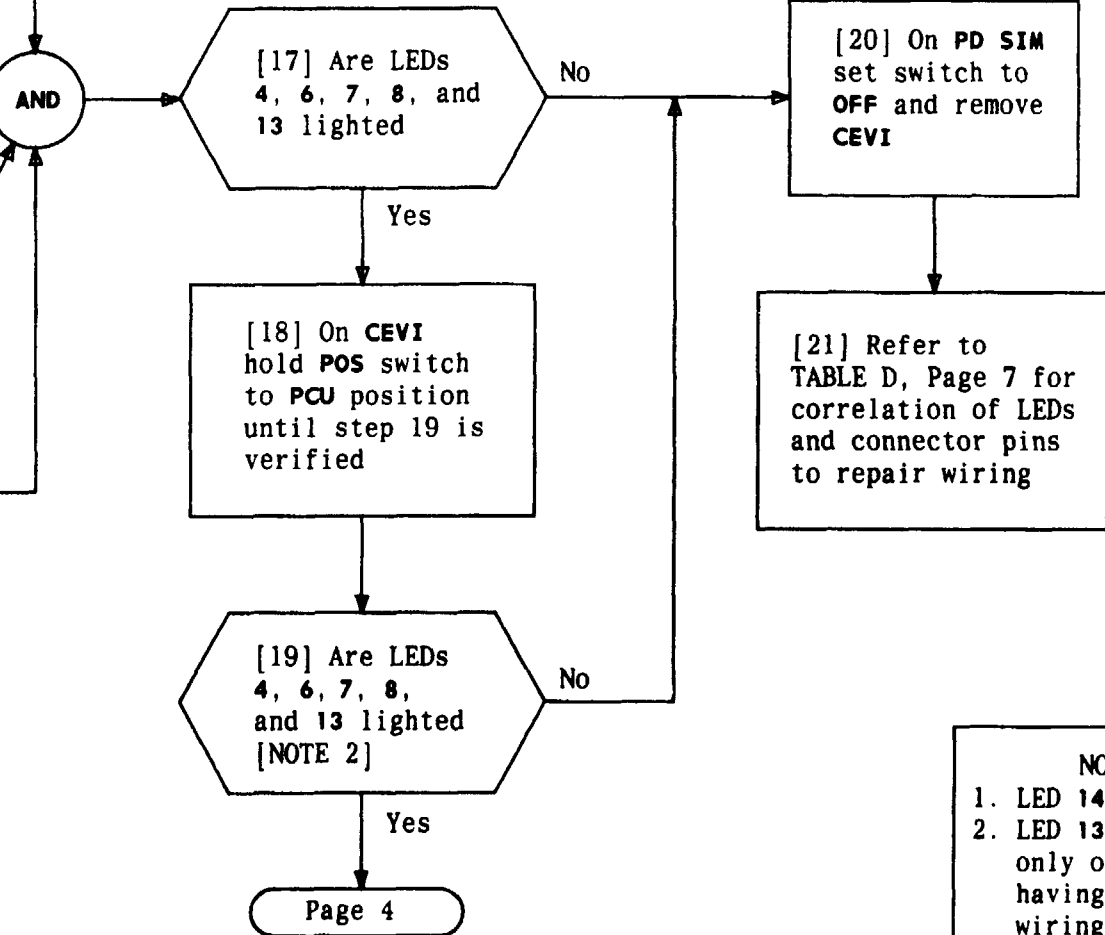 AND
[17] Are LEDs
4, 6, 7, 8, and
13 lighted
No
Yes
[18] On CEVI
hold POS switch
to PCU position
until step 19 is
verified
[19] Are LEDs
4, 6, 7, 8,
and 13 lighted
[NOTE 2]
No
Yes
Page 4
[20] On PD SIM
set switch to
OFF and remove
CEVI
[21] Refer to
TABLE D, Page 7 for
correlation of LEDs
and connector pins
to repair wiring
NO
1. LED 14
2. LED 13
only o
having
wiring